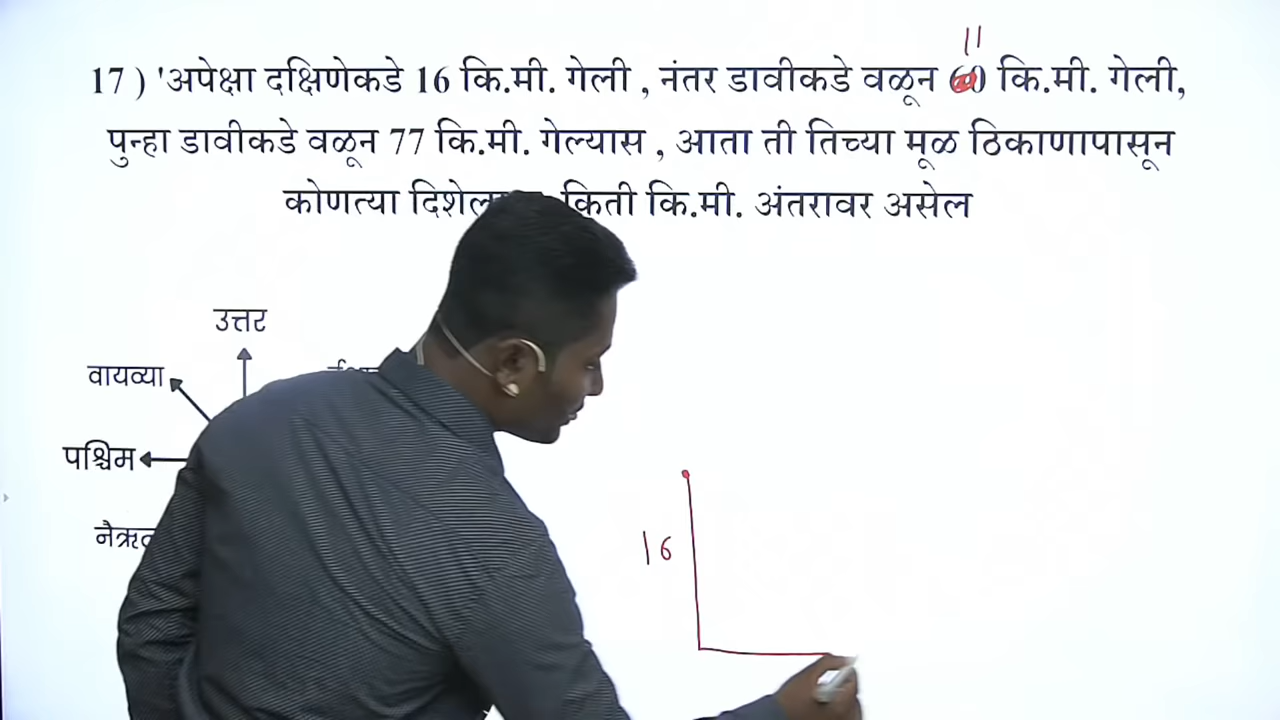 11
17 ) 'अपेक्षा दक्षिणेकडे 16 कि.मी. गेली , नंतर डावीकडे वळून 60 कि.मी. गेली,
पुन्हा डावीकडे वळून 77 कि.मी. गेल्यास , आता ती तिच्या मूळ ठिकाणापासून
कोणत्या किती कि.मी. अंतरावर असेल
उत्तर
वायव्या
पश्चिम
16